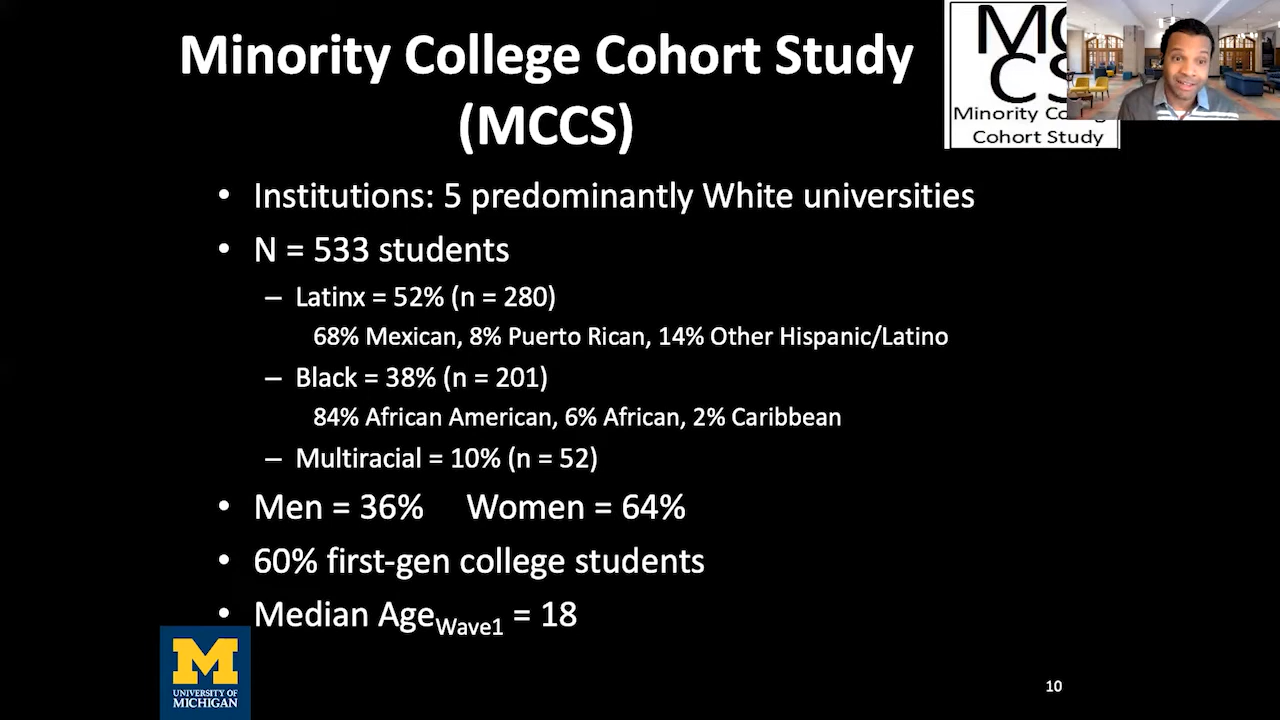 Minority College Cohort Study
(MCCS)
MC
CS
Minority Co
Cohort Study
• Institutions: 5 predominantly White universities
• N = 533 students
– Latinx = 52% (n = 280)
68% Mexican, 8% Puerto Rican, 14% Other Hispanic/Latino
– Black = 38% (n = 201)
84% African American, 6% African, 2% Caribbean
– Multiracial = 10% (n = 52)
• Men = 36% Women = 64%
• 60% first-gen college students
• Median AgeWave1 = 18
M
UNIVERSITY OF
MICHIGAN
10